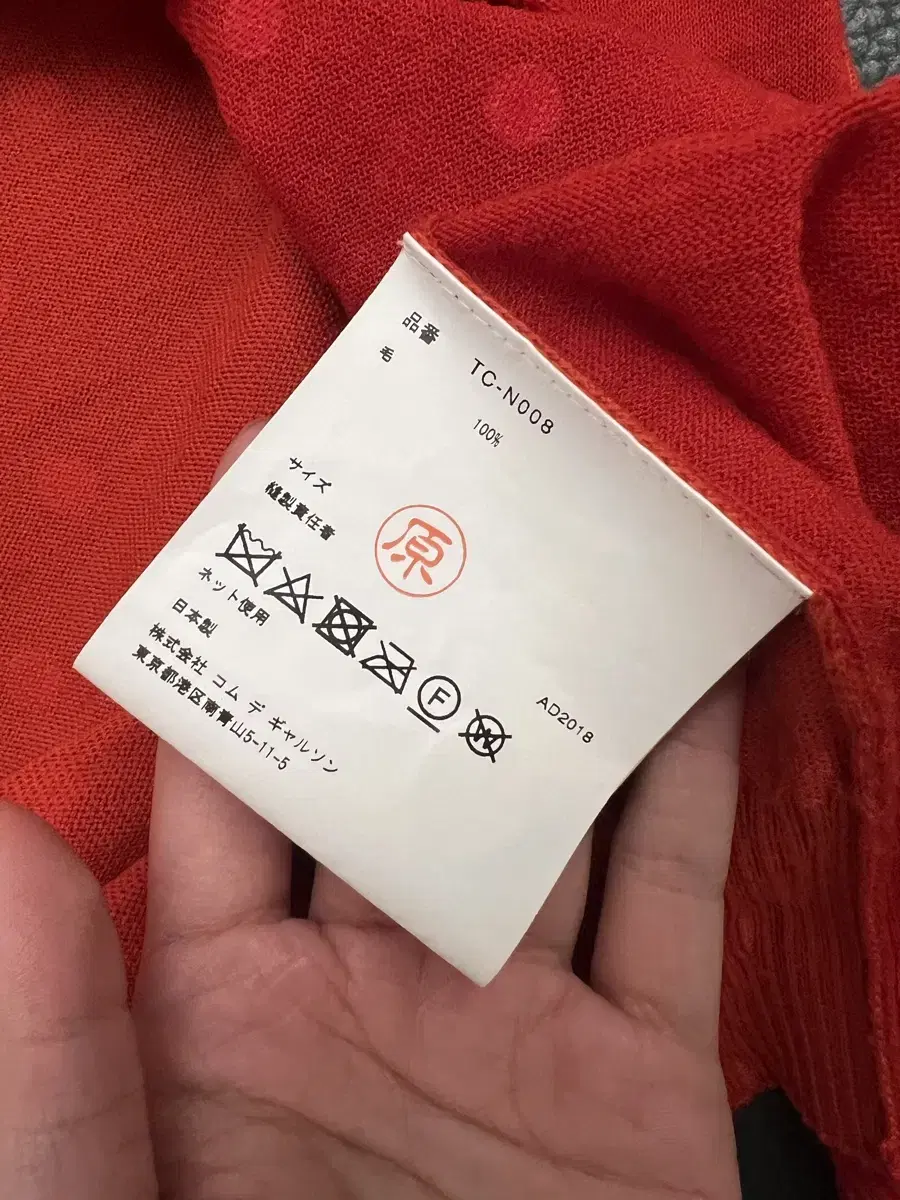 品番 TC-N008
毛 100%
サイズ
縫製責任者 原
F
W
ネット使用
日本製 AD2018
株式会社 コム デ ギャルソン
東京都港区南青山5-11-5